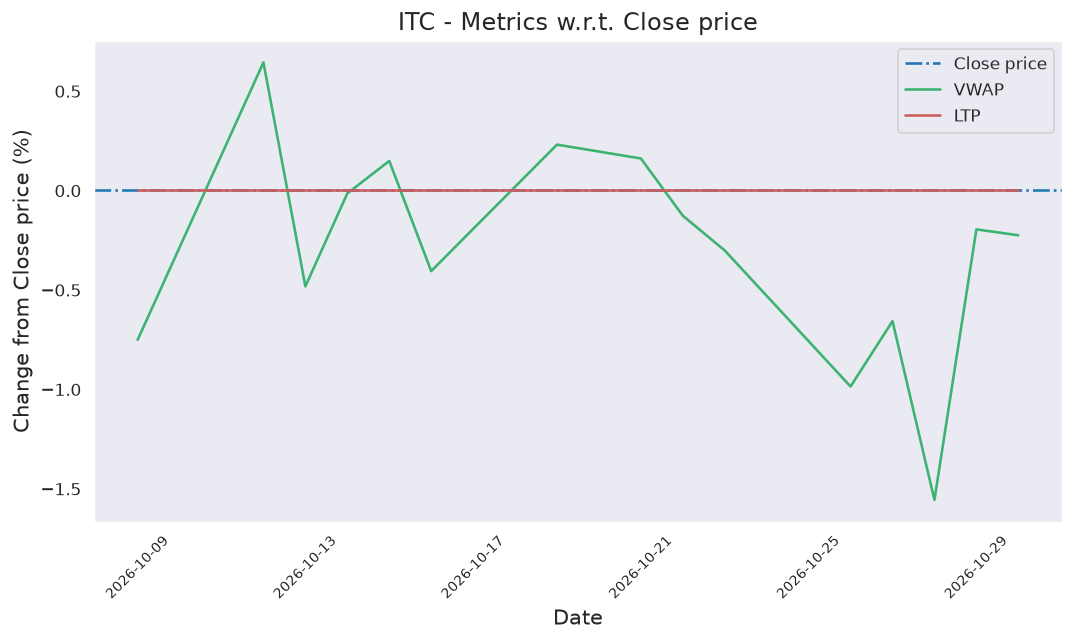 ITC - Metrics w.r.t. Close price
Close price
VWAP
LTP
Change from Close price (%)
0.5
0.0
−0.5
−1.0
−1.5
2026-10-09
2026-10-13
2026-10-17
2026-10-21
2026-10-25
2026-10-29
Date